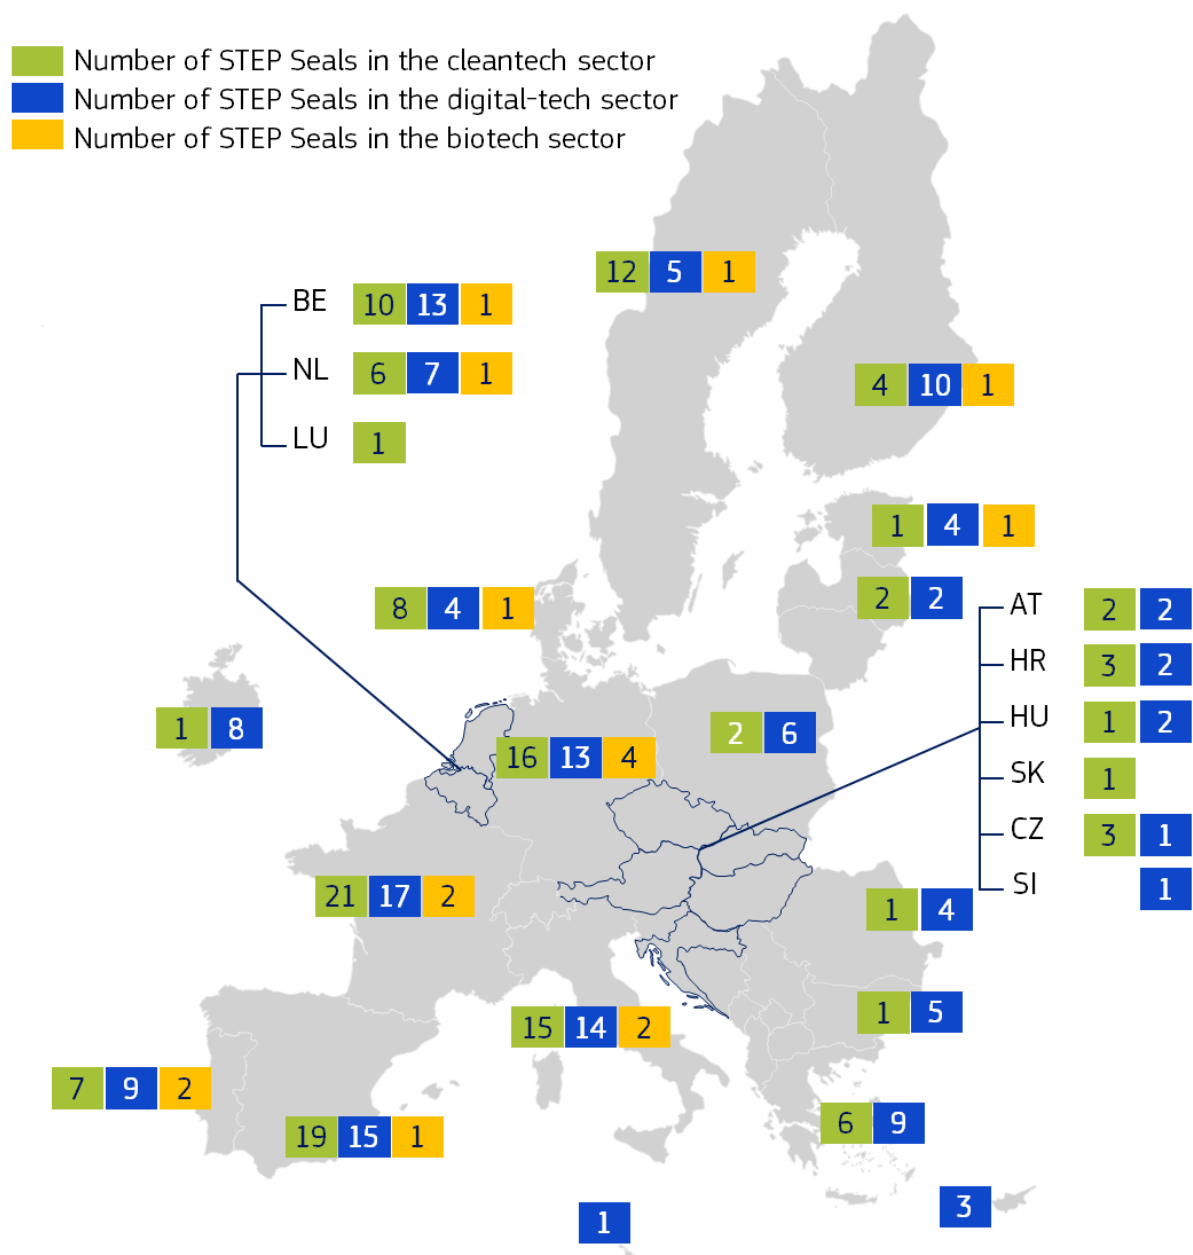 Number of STEP Seals in the cleantech sector
Number of STEP Seals in the digital-tech sector
Number of STEP Seals in the biotech sector
12 5 1
BE 10 13 1
NL 6 7 1
LU 1
4 10 1
1 4 1
2 2
8 4 1
AT 2 2
HR 3 2
HU 1 2
SK 1
CZ 3 1
SI 1
1 8
2 6
16 13 4
21 17 2
1 4
1 5
15 14 2
7 9 2
19 15 1
6 9
3
1